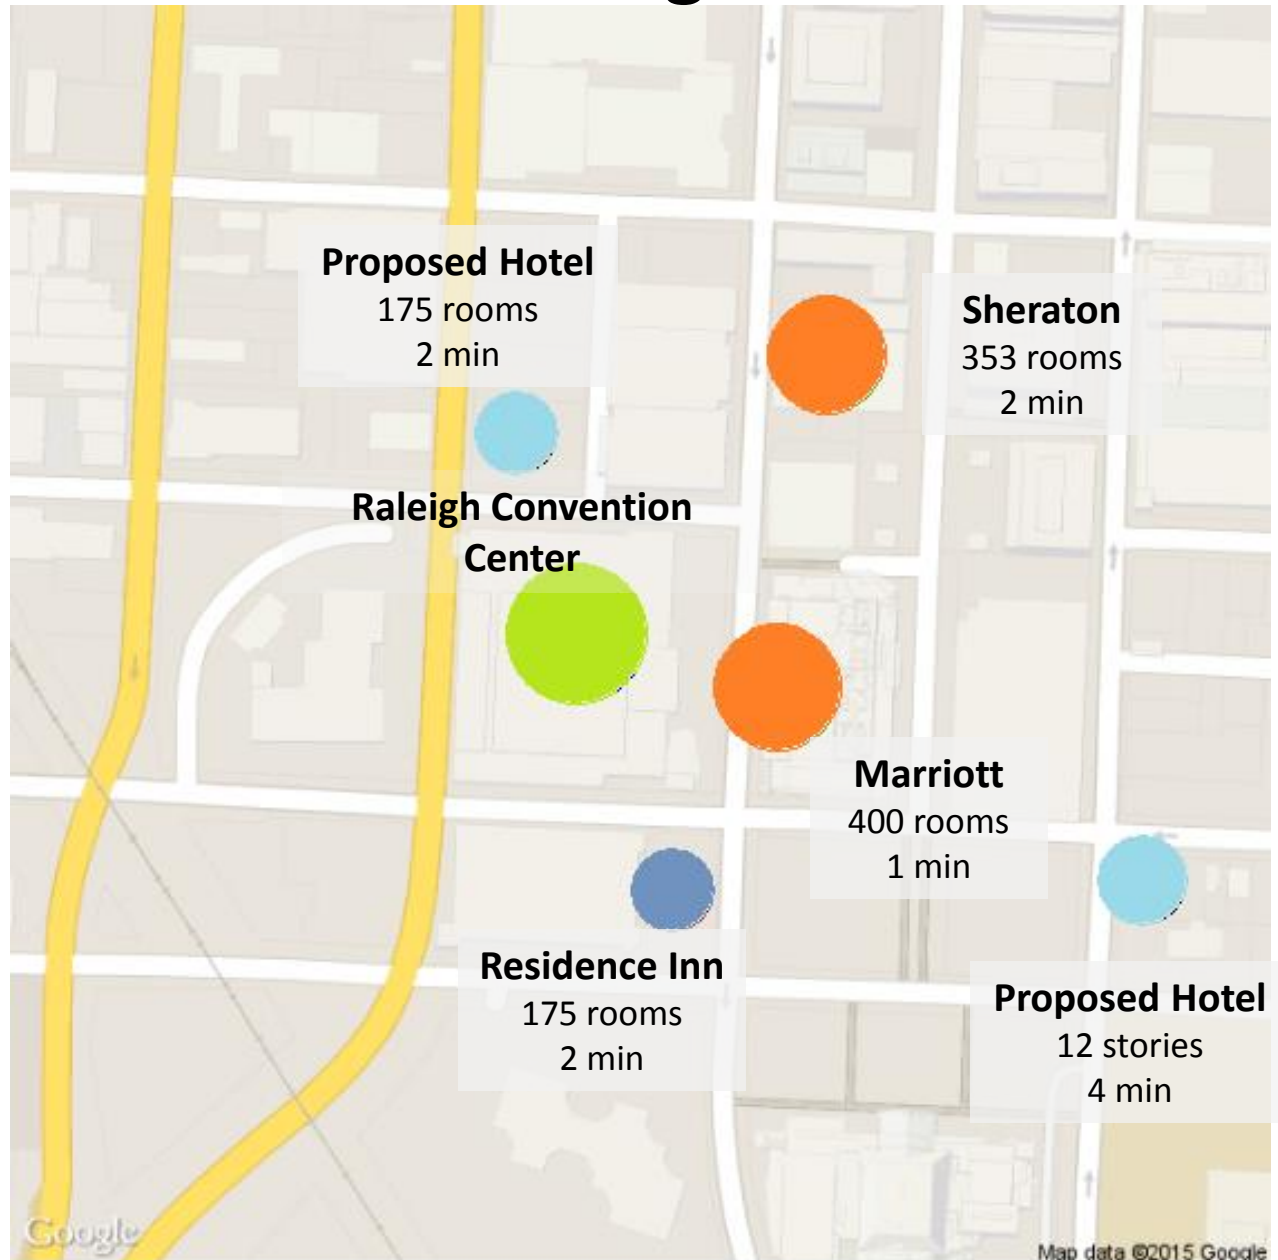 Proposed Hotel
175 rooms
2 min
Sheraton
353 rooms
2 min
Raleigh Convention
Center
Marriott
400 rooms
1 min
Residence Inn
175 rooms
2 min
Proposed Hotel
12 stories
4 min
Google
Map data ©2015 Google